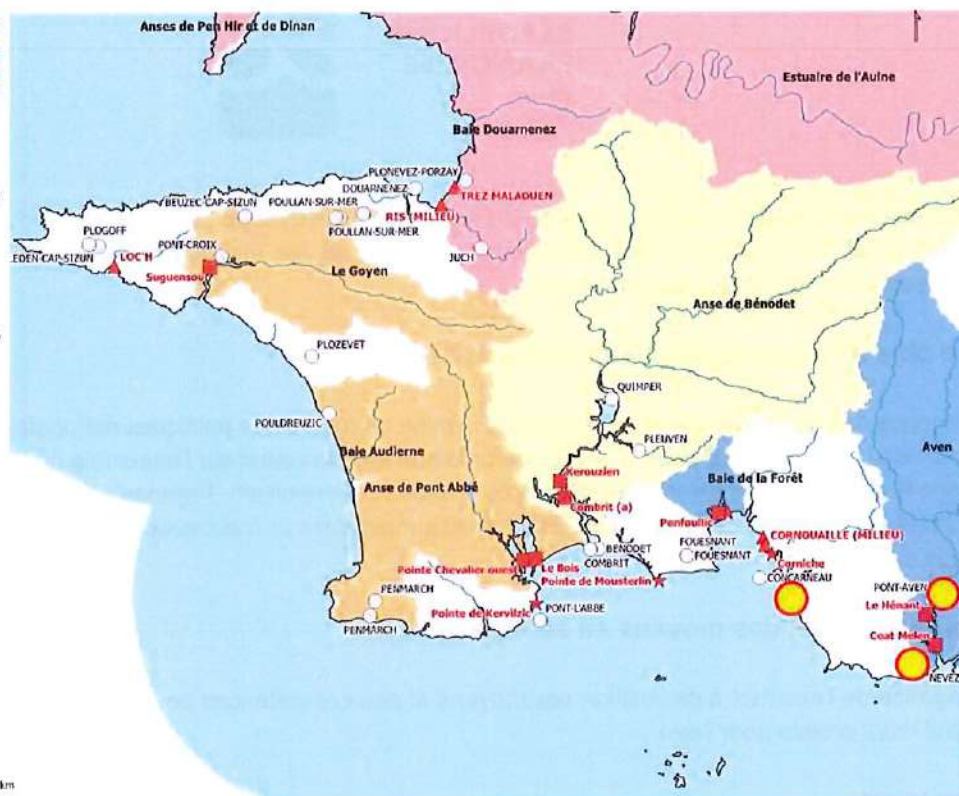 Anses de Pen Hir et de Dinan
Estuaire de l'Aulne
Baie Douarnenez
PLONEVEZ-PORZAY
DOUARNENEZ
TREZ MALAOUEN
BEUZEC-CAP-SIZUN
POULLAN-SUR-MER
RIS (MILIEU)
POULLAN-SUR-MER
PLOGOFF
PONT-CROIX
JUCH
LEDEN-CAP-SIZUN
LOC'H
Suguensou
Le Goyen
Anse de Bénodet
PLOZEVET
QUIMPER
POULDREUZIC
PLEUVEN
Aven
Baie Audierne
Baie de la Forêt
Kerouzien
Anse de Pont Abbé
Combrit (a)
Penfoulic
CORNOUAILLE (MILIEU)
BENODET
FOUESNANT
COMBRIT
FOUESNANT
Corniche
Pointe Chevalier ouest
Le Bois
Pointe de Mousterlin
CONCARNEAU
PONT-AVEN
PENMARCH
Le Hénant
Pointe de Kervilzic
PONT-L'ABBE
PENMARCH
Coat Melen
NEVEZ
km